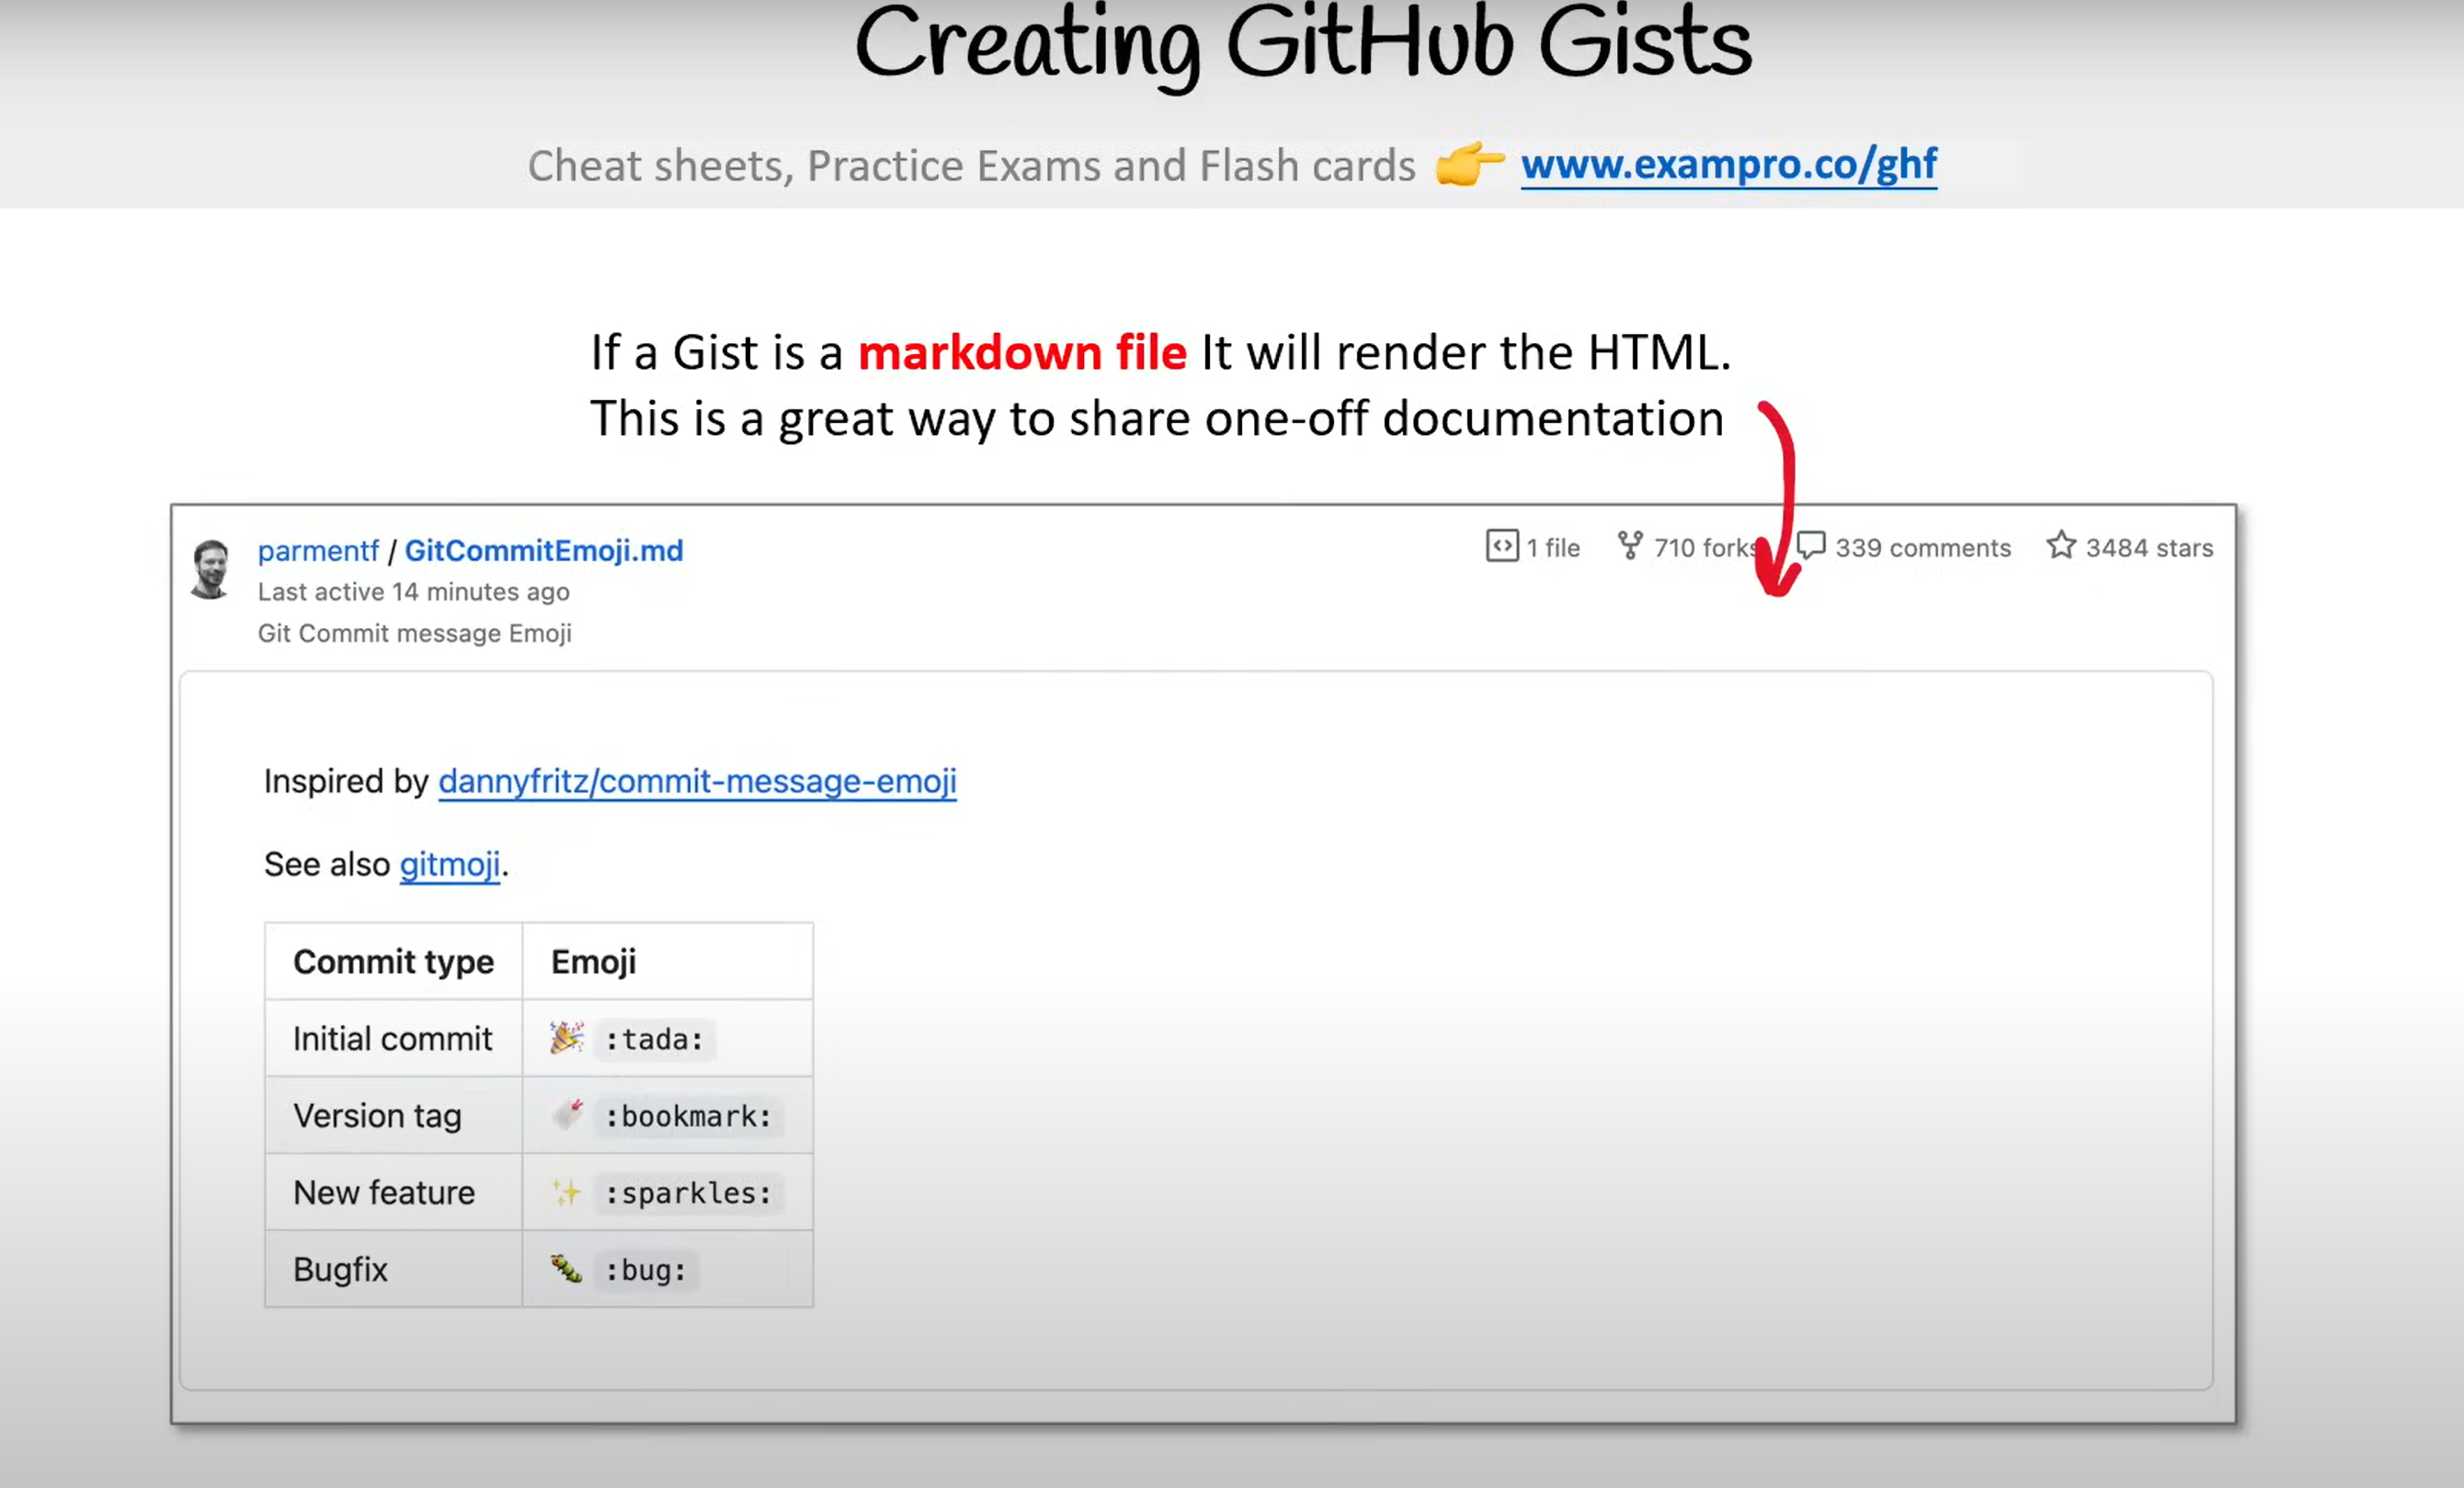 Creating GitHub Gists
Cheat sheets, Practice Exams and Flash cards 👉 www.exampro.co/ghf
If a Gist is a markdown file It will render the HTML.
This is a great way to share one-off documentation
parmentf / GitCommitEmoji.md
1 file 710 forks 339 comments 3484 stars
Last active 14 minutes ago
Git Commit message Emoji
Inspired by dannyfritz/commit-message-emoji
See also gitmoji.
Commit type Emoji
Initial commit 🎉 :tada:
Version tag 🔖 :bookmark:
New feature ✨ :sparkles:
Bugfix 🐛 :bug: